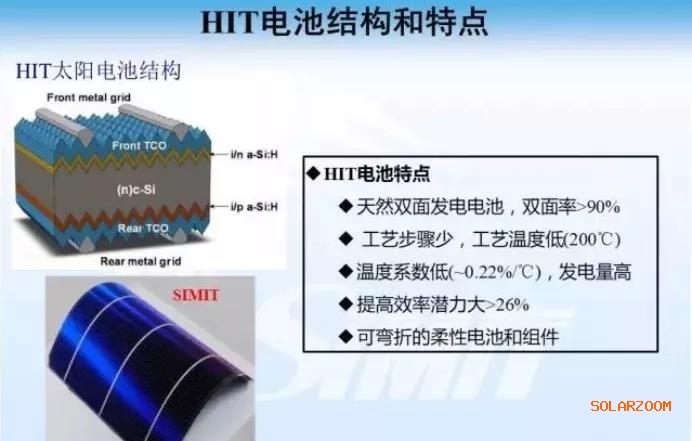 HIT电池结构和特点
HIT太阳电池结构
Front metal grid
Front TCO
i/n a-Si:H
(n)c-Si
i/p a-Si:H
Rear TCO
Rear metal grid
SIMIT
◆HIT电池特点
◆天然双面发电电池，双面率>90%
◆ 工艺步骤少，工艺温度低(200℃)
◆温度系数低(~0.22%/℃)，发电量高
◆提高效率潜力大>26%
◆可弯折的柔性电池和组件
SIMIT
SOLARZOOM